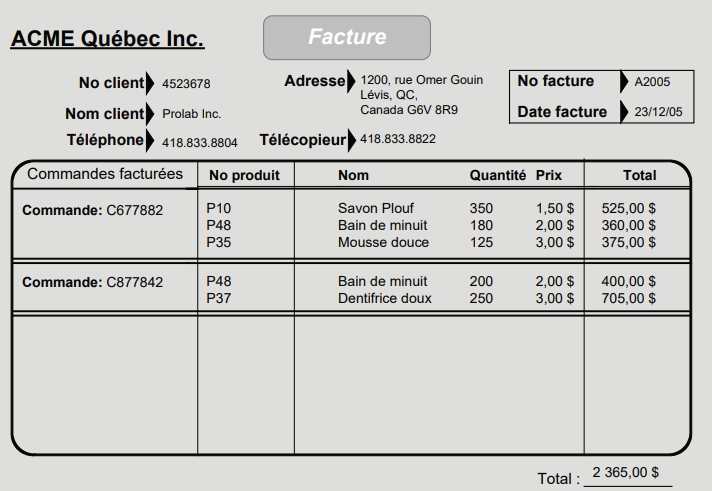 ACME Québec Inc.
Facture
No client 4523678
Adresse 1200, rue Omer Gouin
Lévis, QC,
Canada G6V 8R9
No facture A2005
Nom client Prolab Inc.
Date facture 23/12/05
Téléphone 418.833.8804
Télécopieur 418.833.8822
Commandes facturées No produit Nom Quantité Prix Total
Commande: C677882 P10 Savon Plouf 350 1,50 $ 525,00 $
P48 Bain de minuit 180 2,00 $ 360,00 $
P35 Mousse douce 125 3,00 $ 375,00 $
Commande: C877842 P48 Bain de minuit 200 2,00 $ 400,00 $
P37 Dentifrice doux 250 3,00 $ 705,00 $
Total : 2 365,00 $